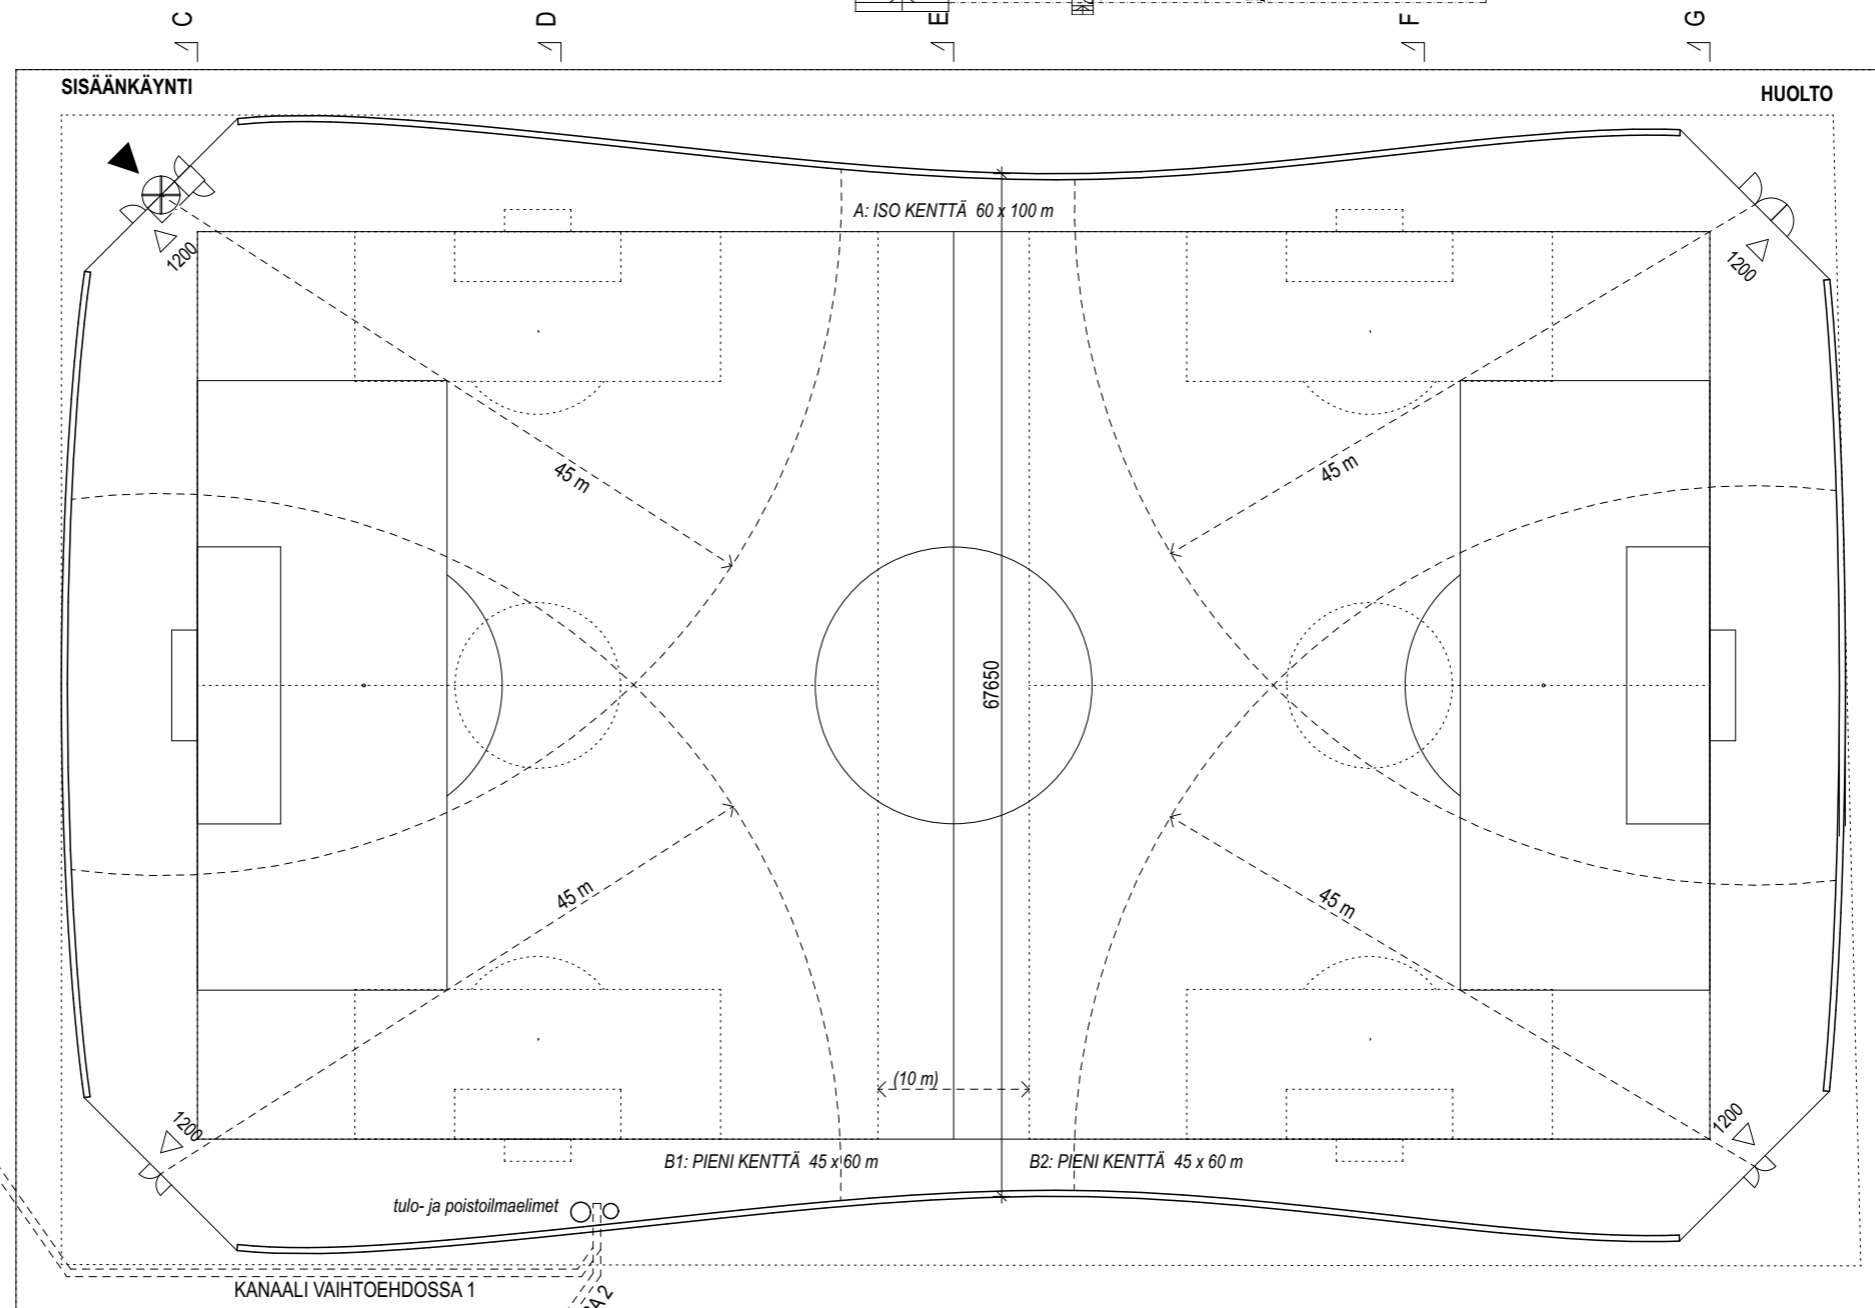 C
D
E
F
G
SISÄÄNKÄYNTI
HUOLTO
A: ISO KENTTÄ 60 x 100 m
1200
1200
45 m
45 m
67650
45 m
45 m
(10 m)
1200
1200
B1: PIENI KENTTÄ 45 x 60 m
B2: PIENI KENTTÄ 45 x 60 m
tulo- ja poistoilmaelimet
KANAALI VAIHTOEHDOSSA 1
2